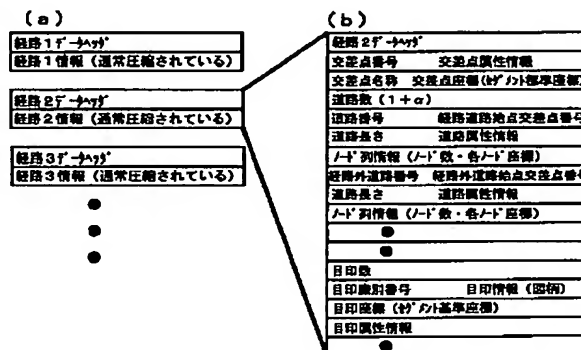 (a)
経路1データヘッダ
経路1情報(通常圧縮されている)
経路2データヘッダ
経路2情報(通常圧縮されている)
経路3データヘッダ
経路3情報(通常圧縮されている)
(b)
経路2データヘッダ
交差点番号 交差点属性情報
交差点名称 交差点座標(セグメント基準座標)
道路数(1+α)
道路番号 経路道路始点交差点番号
道路長さ 道路属性情報
ノード列情報(ノード数・各ノード座標)
経路外道路番号 経路外道路始点交差点番号
道路長さ 道路属性情報
ノード列情報(ノード数・各ノード座標)
目印数
目印識別番号 目印情報(図柄)
目印座標(セグメント基準座標)
目印属性情報